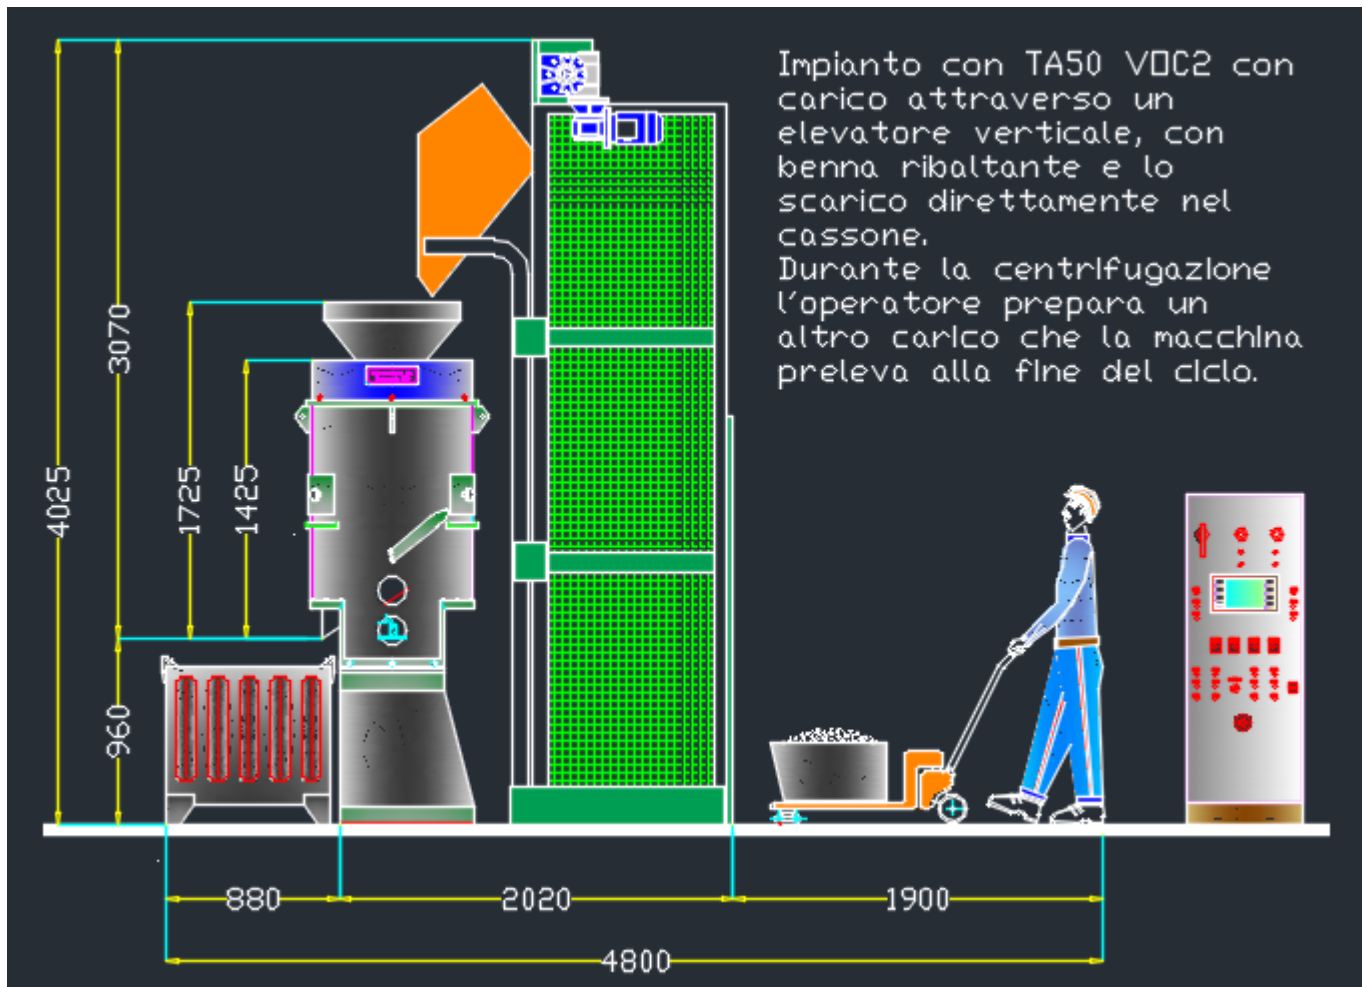 Impianto con TA50 VOC2 con
carico attraverso un
elevatore verticale, con
benna ribaltante e lo
scarico direttamente nel
cassone.
Durante la centrifugazione
l'operatore prepara un
altro carico che la macchina
preleva alla fine del ciclo.
4025
3070
1725
1425
960
880
2020
1900
4800